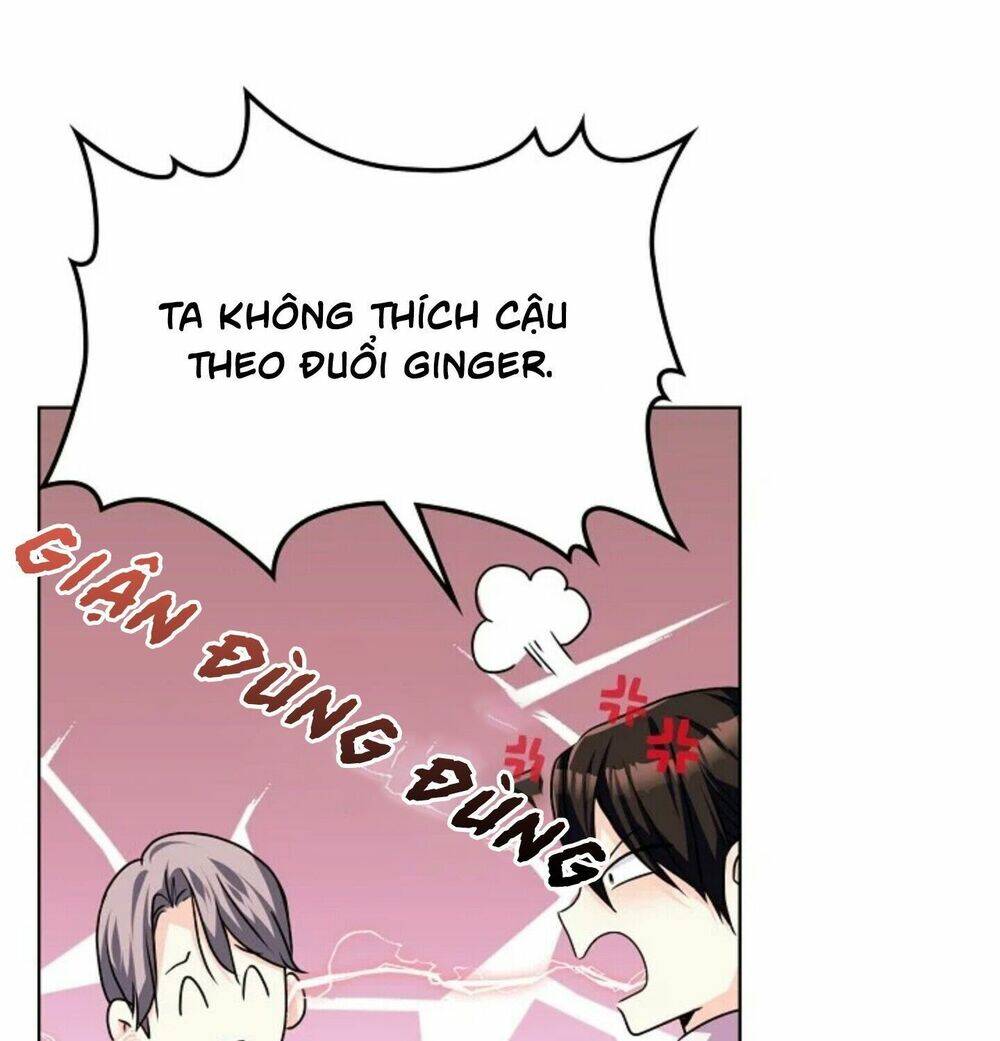 TA KHÔNG THÍCH CẬU
THEO ĐUỔI GINGER.
GIẬN ĐÙNG ĐÙNG